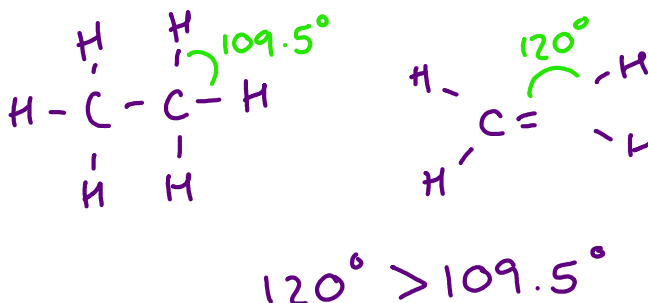 H H 109.5°
H - C - C - H
H H
120°
H H
C =
H H
120° > 109.5°